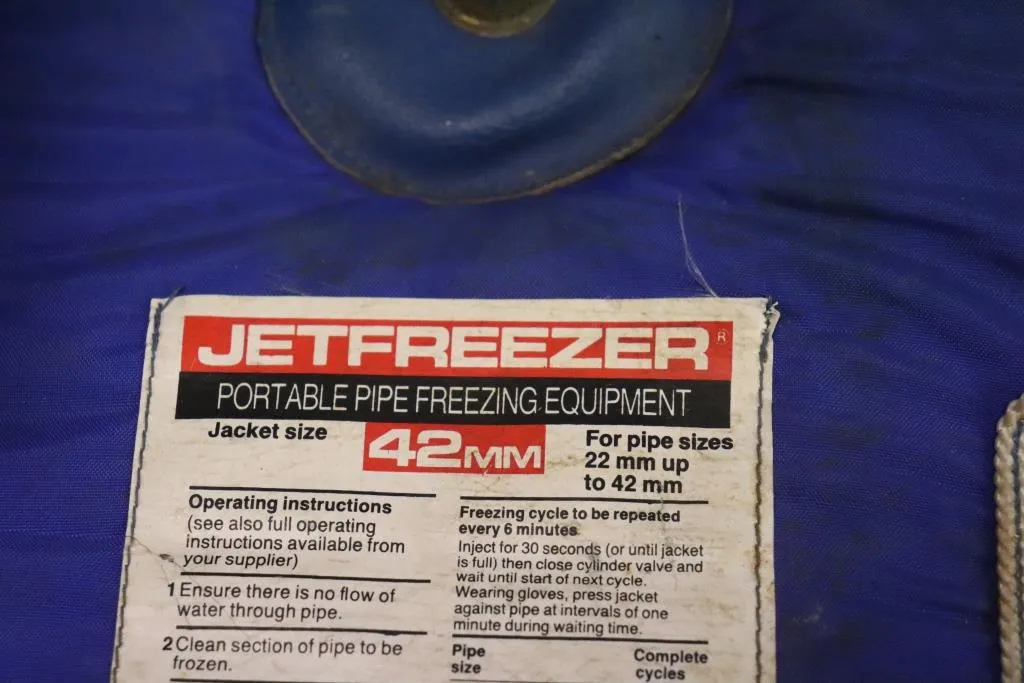 JETFREEZER®
PORTABLE PIPE FREEZING EQUIPMENT
Jacket size
42MM
For pipe sizes
22 mm up
to 42 mm
Operating instructions
(see also full operating
instructions available from
your supplier)
1 Ensure there is no flow of
water through pipe.
2 Clean section of pipe to be
frozen.
Freezing cycle to be repeated
every 6 minutes
Inject for 30 seconds (or until jacket
is full) then close cylinder valve and
wait until start of next cycle.
Wearing gloves, press jacket
against pipe at intervals of one
minute during waiting time.
Pipe
size
Complete
cycles